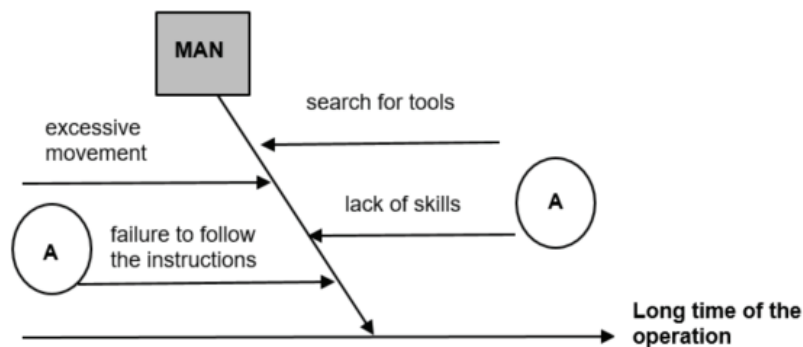 MAN
search for tools
excessive
movement
lack of skills
A
A
failure to follow
the instructions
Long time of the
operation